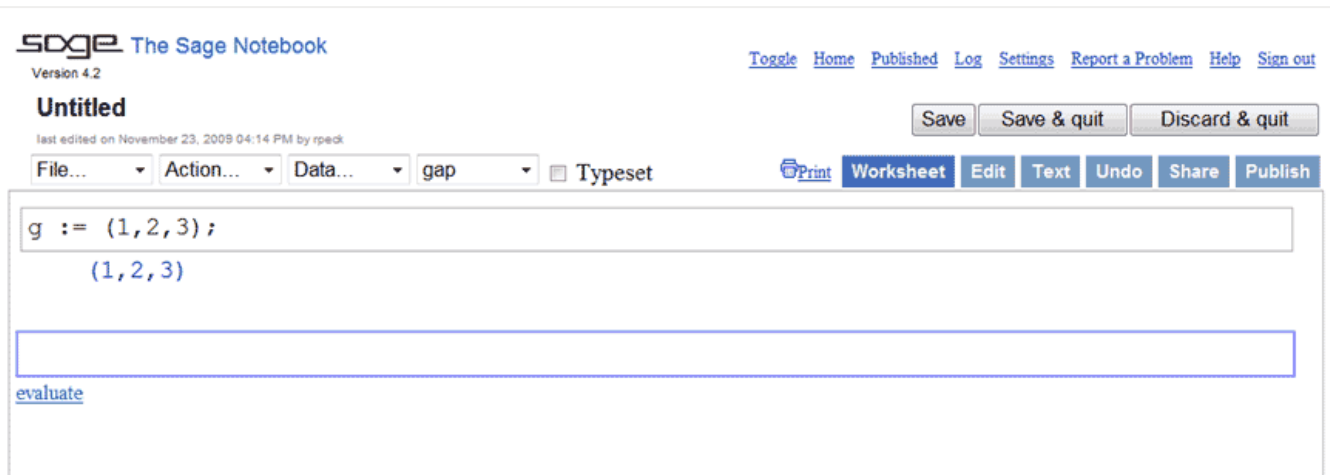 sage The Sage Notebook
Version 4.2
Toggle Home Published Log Settings Report a Problem Help Sign out
Untitled
last edited on November 23, 2009 04:14 PM by rpeck
Save Save & quit Discard & quit
File... Action... Data... gap Typeset Print Worksheet Edit Text Undo Share Publish
g := (1,2,3);
(1,2,3)
evaluate